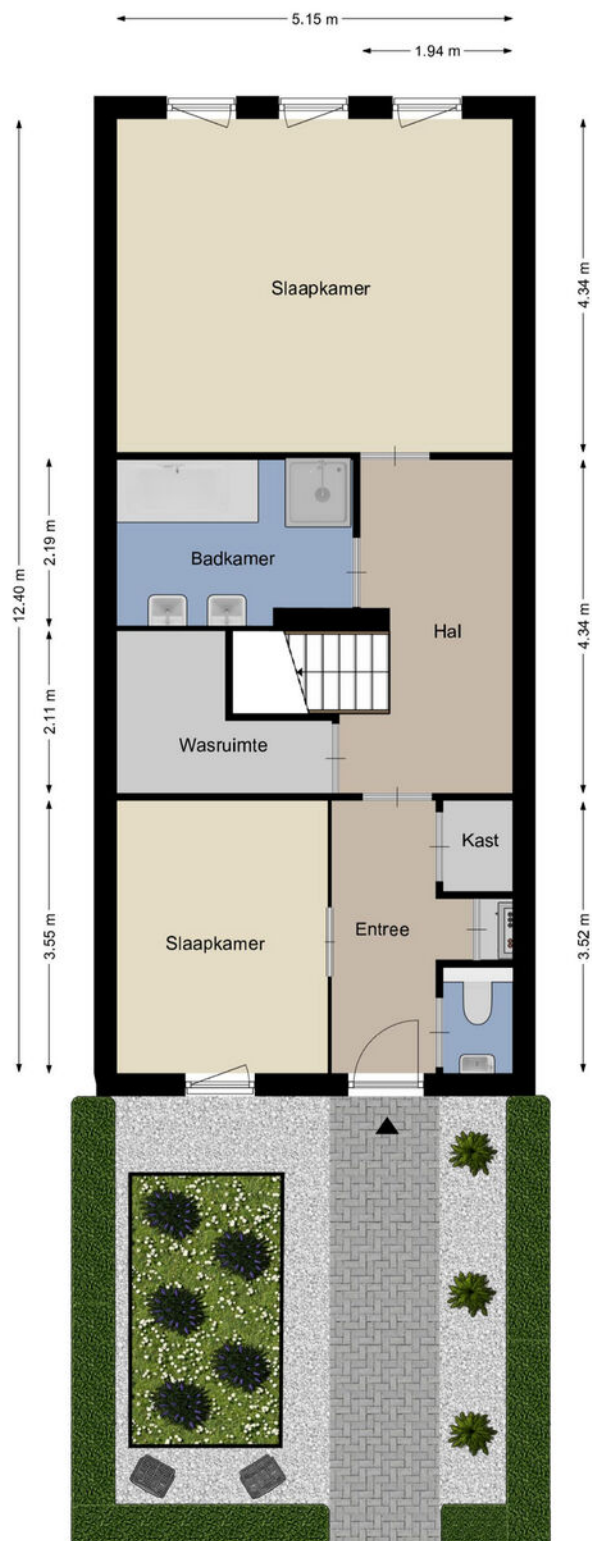 5.15 m
1.94 m
Slaapkamer
4.34 m
12.40 m
2.19 m
Badkamer
4.34 m
Hal
2.11 m
Wasruimte
3.55 m
Kast
Slaapkamer
Entree
3.52 m